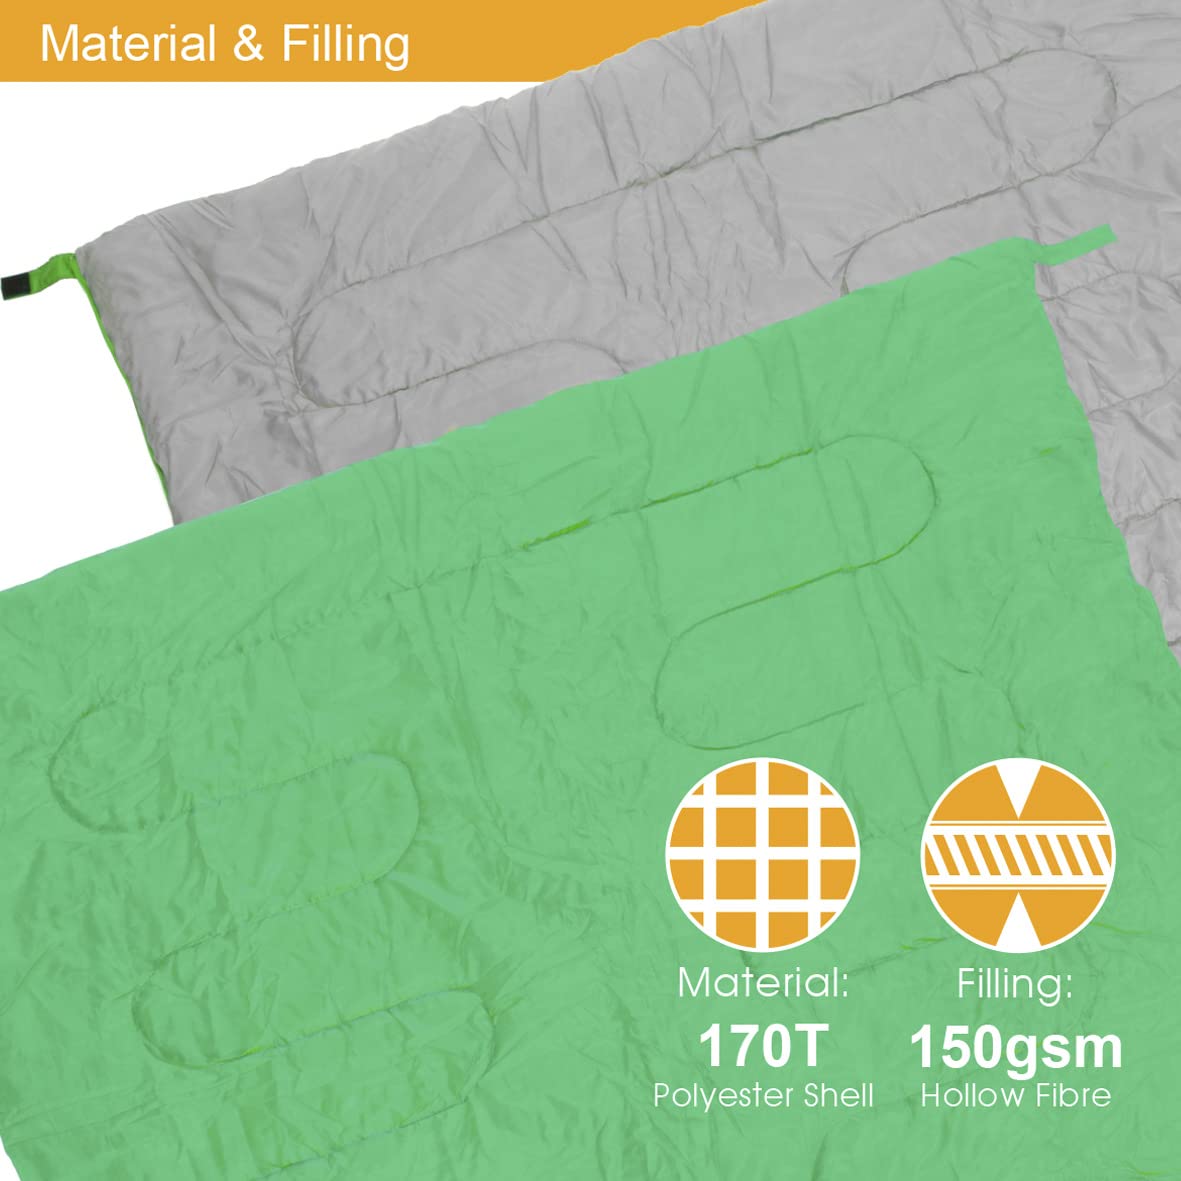 Material & Filling
Material:
170T
Polyester Shell
Filling:
150gsm
Hollow Fibre